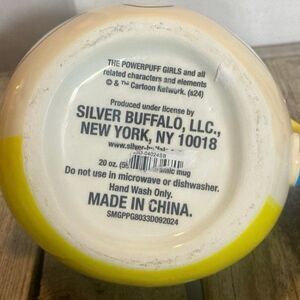 THE POWERPUFF GIRLS and all
related characters and elements
© & ™ Cartoon Network. (s24)
Produced under license by
SILVER BUFFALO, LLC.,
NEW YORK, NY 10018
20 oz. mug
Do not use in microwave or dishwasher.
Hand Wash Only.
MADE IN CHINA.
SMGPPG8033D092024